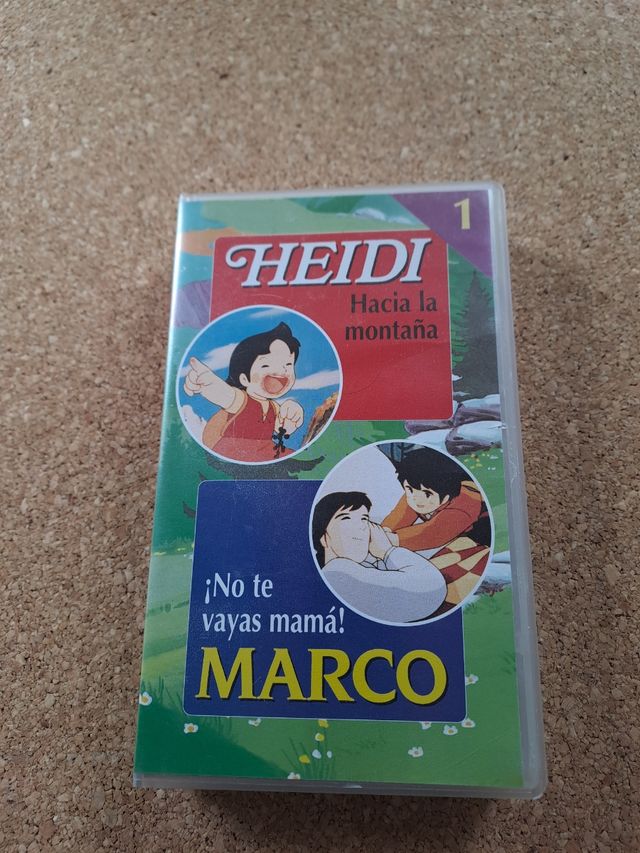 1
HEIDI
Hacia la
montaña
¡No te
vayas mamá!
MARCO